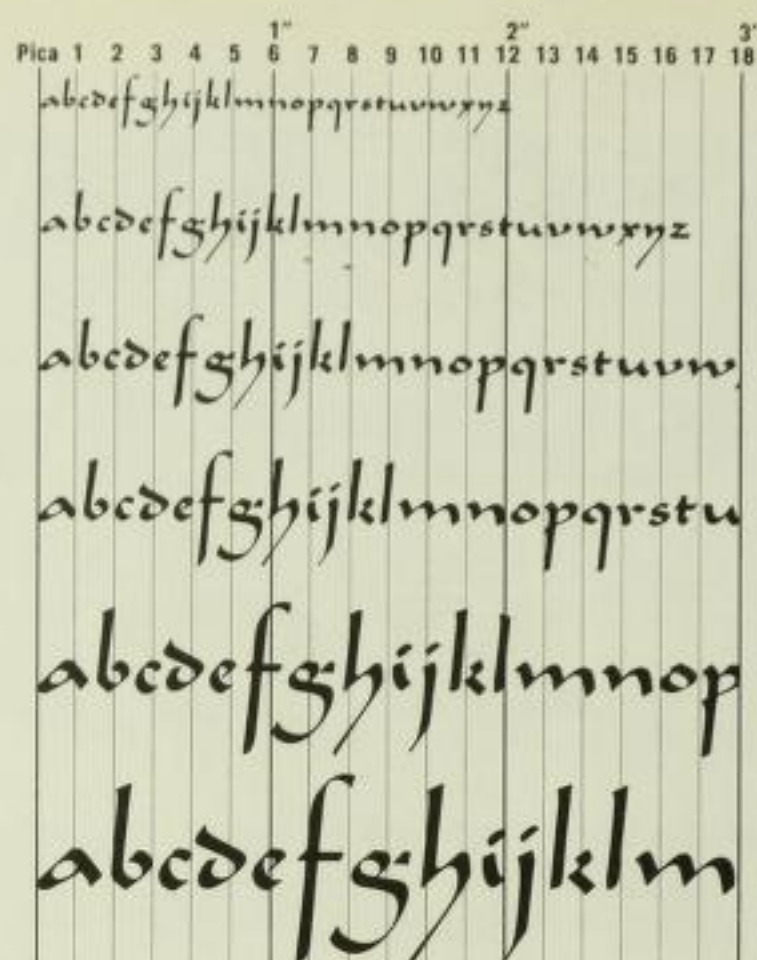 1" 2" 3"
Pica 1 2 3 4 5 6 7 8 9 10 11 12 13 14 15 16 17 18
abcdefghijklmnopqrstuvwxyz
abcdefghijklmnopqrstuvwxyz
abcdefghijklmnopqrstuvw
abcdefghijklmnopqrstu
abcdefghijklmnop
abcdefghijklm